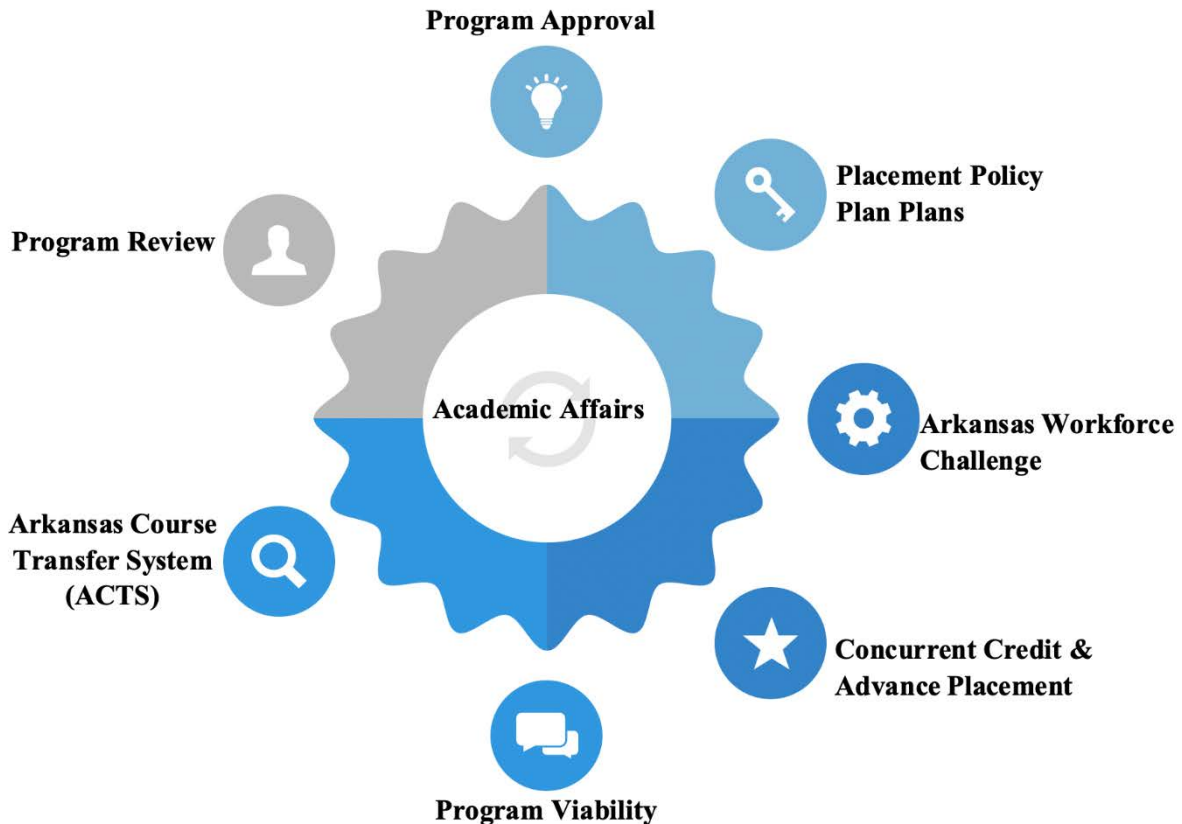 Program Approval
Placement Policy
Plan Plans
Program Review
Academic Affairs
Arkansas Workforce
Challenge
Arkansas Course
Transfer System
(ACTS)
Concurrent Credit &
Advance Placement
Program Viability